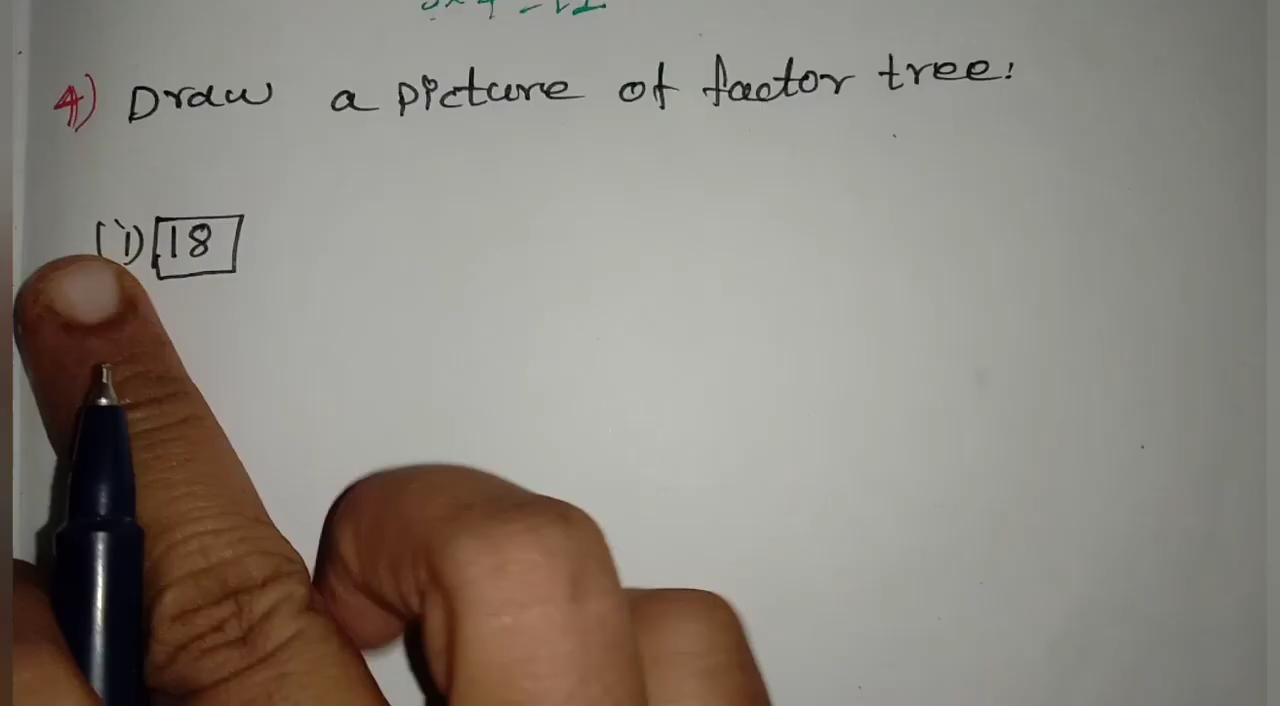 4) Draw a picture of factor tree:
(i) 18